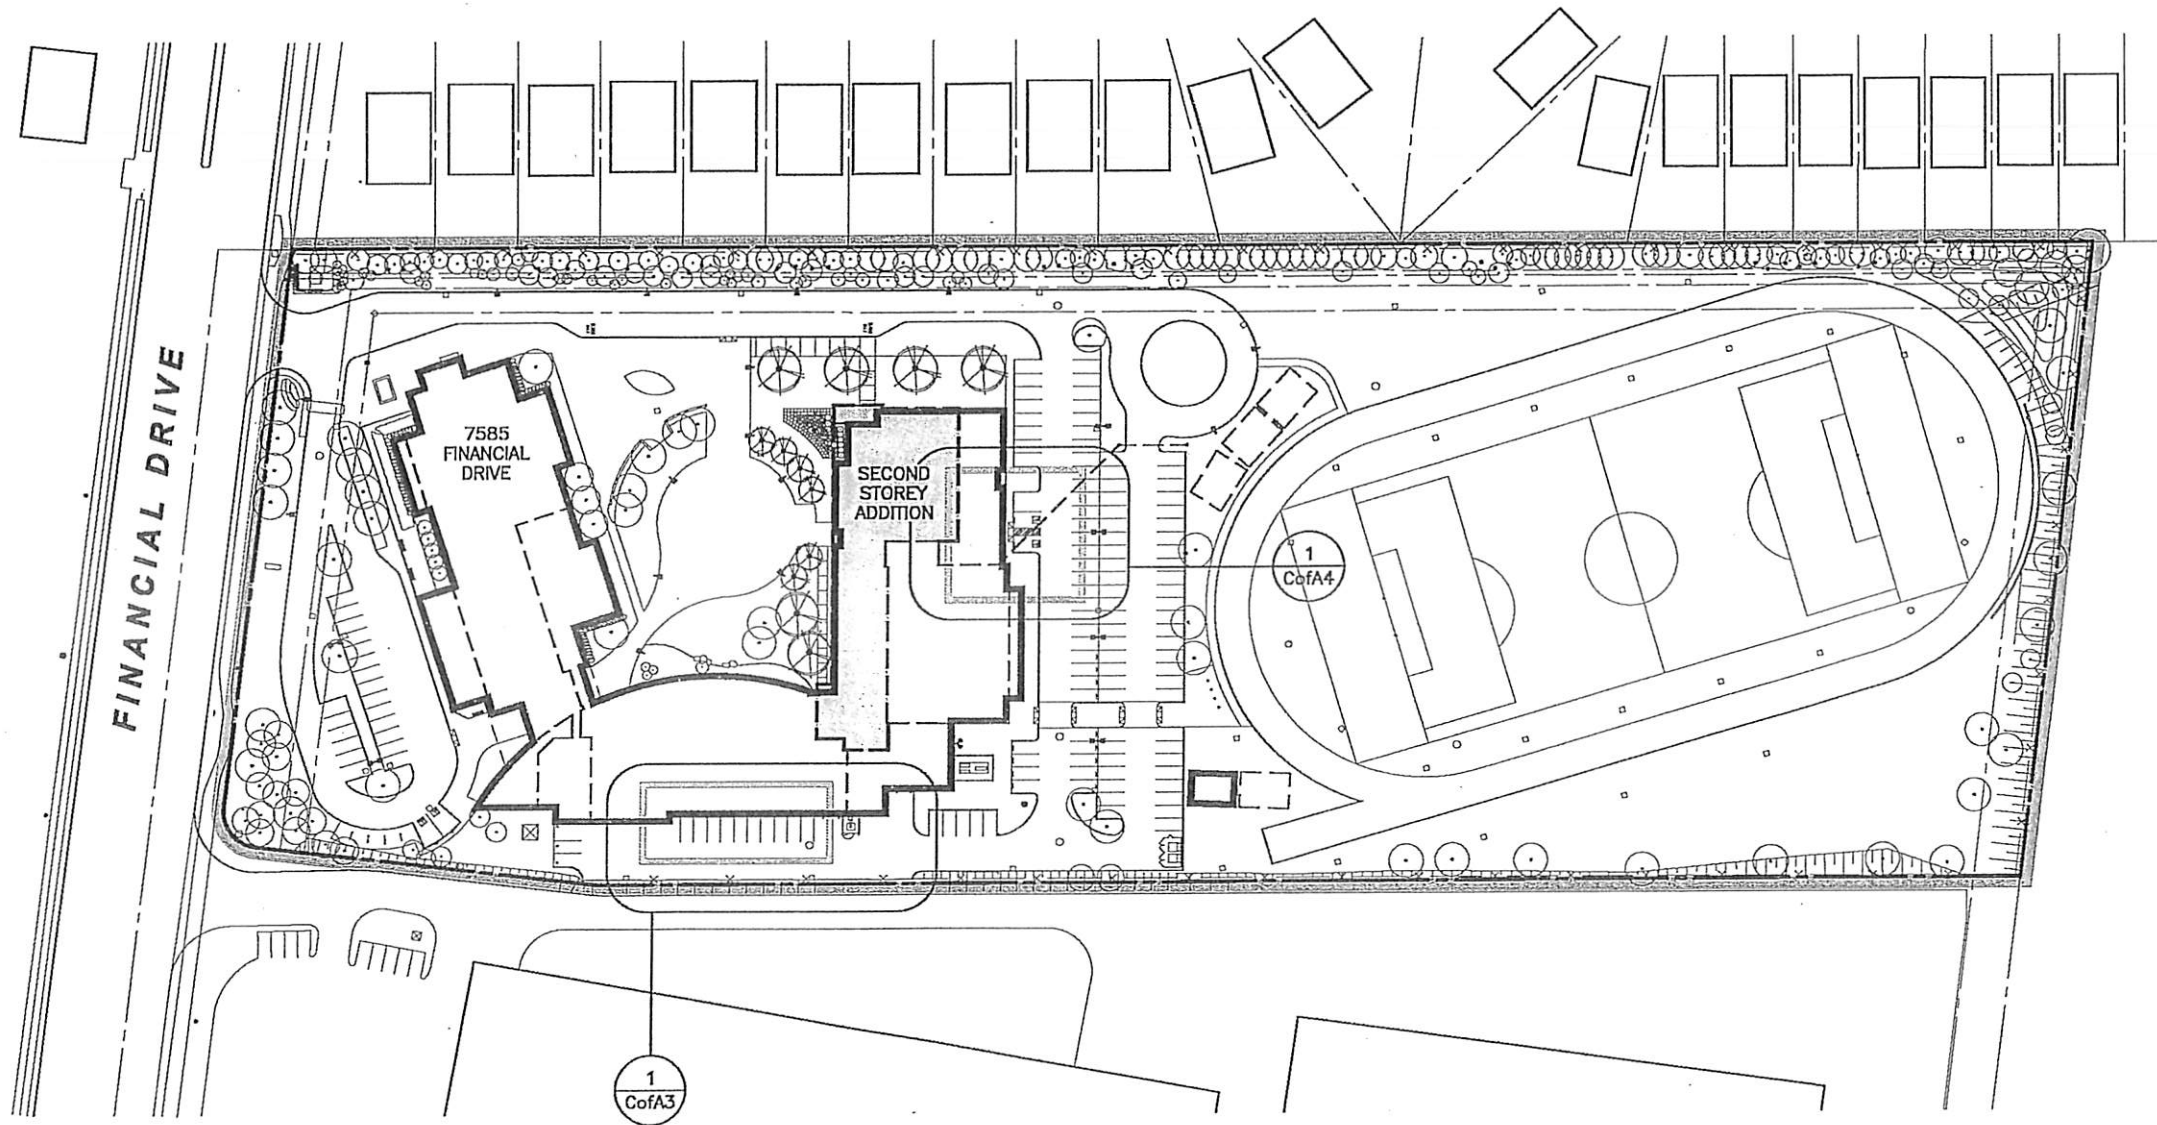 FINANCIAL DRIVE
7585
FINANCIAL
DRIVE
SECOND
STOREY
ADDITION
1
CofA4
1
CofA3